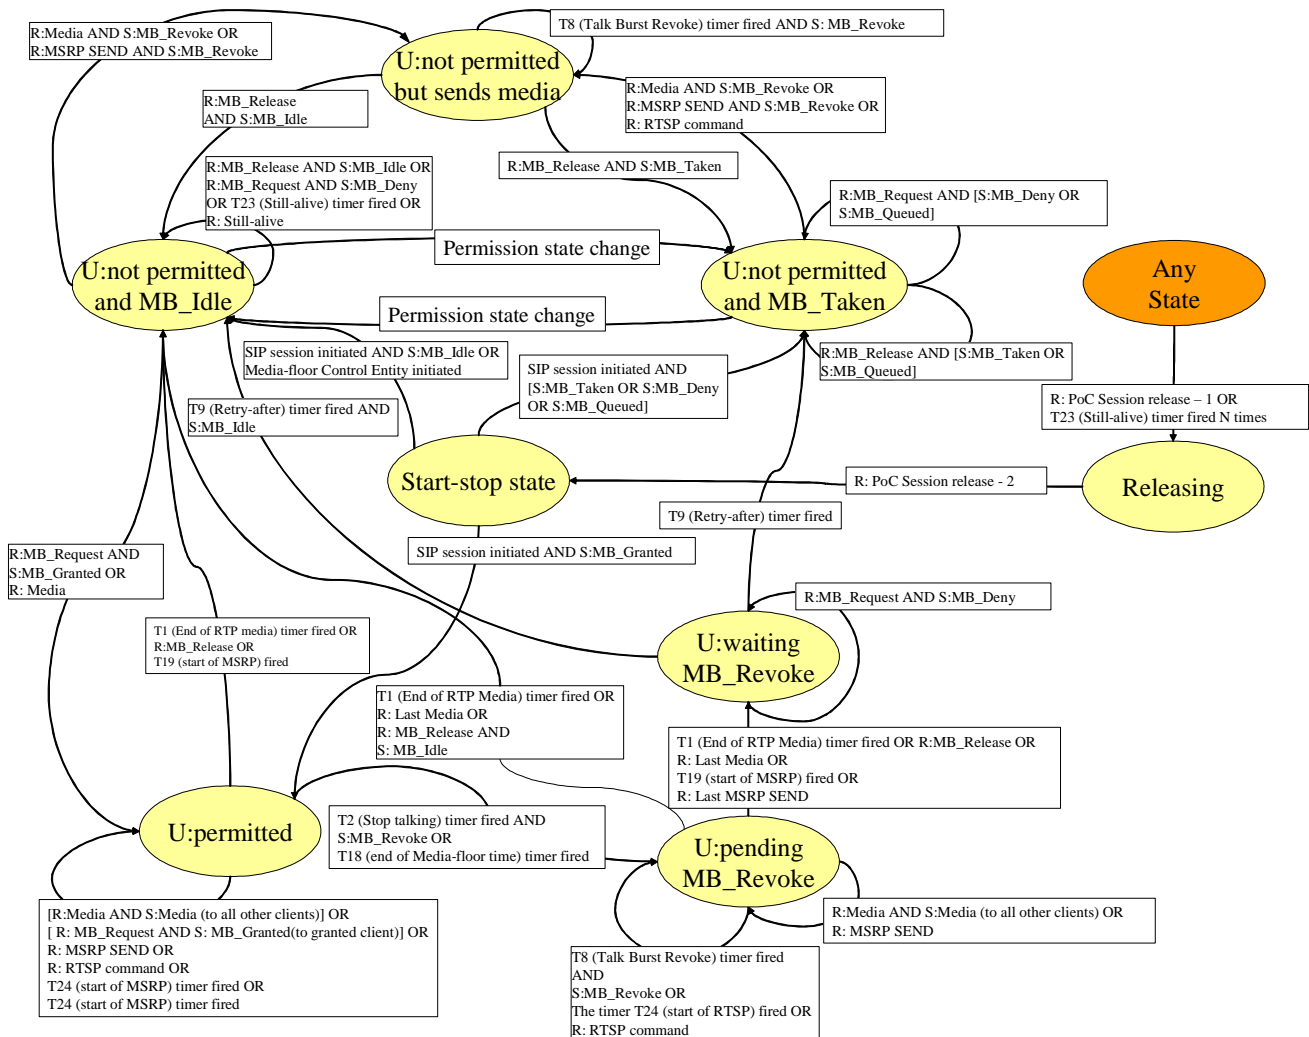 R:Media AND S:MB_Revoke OR
R:MSRP SEND AND S:MB_Revoke
T8 (Talk Burst Revoke) timer fired AND S: MB_Revoke
U:not permitted
but sends media
R:MB_Release
AND S:MB_Idle
R:Media AND S:MB_Revoke OR
R:MSRP SEND AND S:MB_Revoke OR
R: RTSP command
R:MB_Release AND S:MB_Taken
R:MB_Release AND S:MB_Idle OR
R:MB_Request AND S:MB_Deny
OR T23 (Still-alive) timer fired OR
R: Still-alive
R:MB_Request AND [S:MB_Deny OR
S:MB_Queued]
Permission state change
U:not permitted
and MB_Idle
U:not permitted
and MB_Taken
Any
State
Permission state change
SIP session initiated AND S:MB_Idle OR
Media-floor Control Entity initiated
SIP session initiated AND
[S:MB_Taken OR S:MB_Deny
OR S:MB_Queued]
R:MB_Release AND [S:MB_Taken OR
S:MB_Queued]
R: PoC Session release – 1 OR
T23 (Still-alive) timer fired N times
T9 (Retry-after) timer fired AND
S:MB_Idle
Start-stop state
R: PoC Session release - 2
Releasing
T9 (Retry-after) timer fired
SIP session initiated AND S:MB_Granted
R:MB_Request AND
S:MB_Granted OR
R: Media
R:MB_Request AND S:MB_Deny
T1 (End of RTP media) timer fired OR
R:MB_Release OR
T19 (start of MSRP) fired
U:waiting
MB_Revoke
T1 (End of RTP Media) timer fired OR
R: Last Media OR
R: MB_Release AND
S: MB_Idle
T1 (End of RTP Media) timer fired OR R:MB_Release OR
R: Last Media OR
T19 (start of MSRP) fired OR
R: Last MSRP SEND
U:permitted
T2 (Stop talking) timer fired AND
S:MB_Revoke OR
T18 (end of Media-floor time) timer fired
U:pending
MB_Revoke
[R:Media AND S:Media (to all other clients)] OR
[ R: MB_Request AND S: MB_Granted(to granted client)] OR
R: MSRP SEND OR
R: RTSP command OR
T24 (start of MSRP) timer fired OR
T24 (start of MSRP) timer fired
R:Media AND S:Media (to all other clients) OR
R: MSRP SEND
T8 (Talk Burst Revoke) timer fired
AND
S:MB_Revoke OR
The timer T24 (start of RTSP) fired OR
R: RTSP command